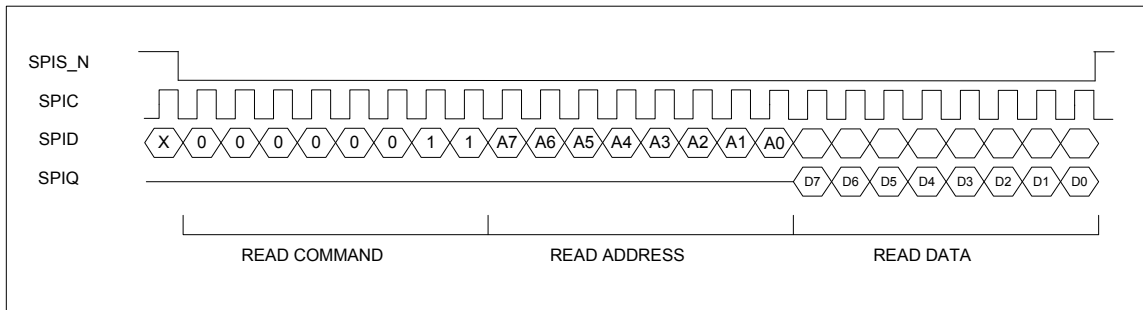 SPIS_N
SPIC
SPID X 0 0 0 0 0 0 1 1 A7 A6 A5 A4 A3 A2 A1 A0
SPIQ D7 D6 D5 D4 D3 D2 D1 D0
READ COMMAND READ ADDRESS READ DATA